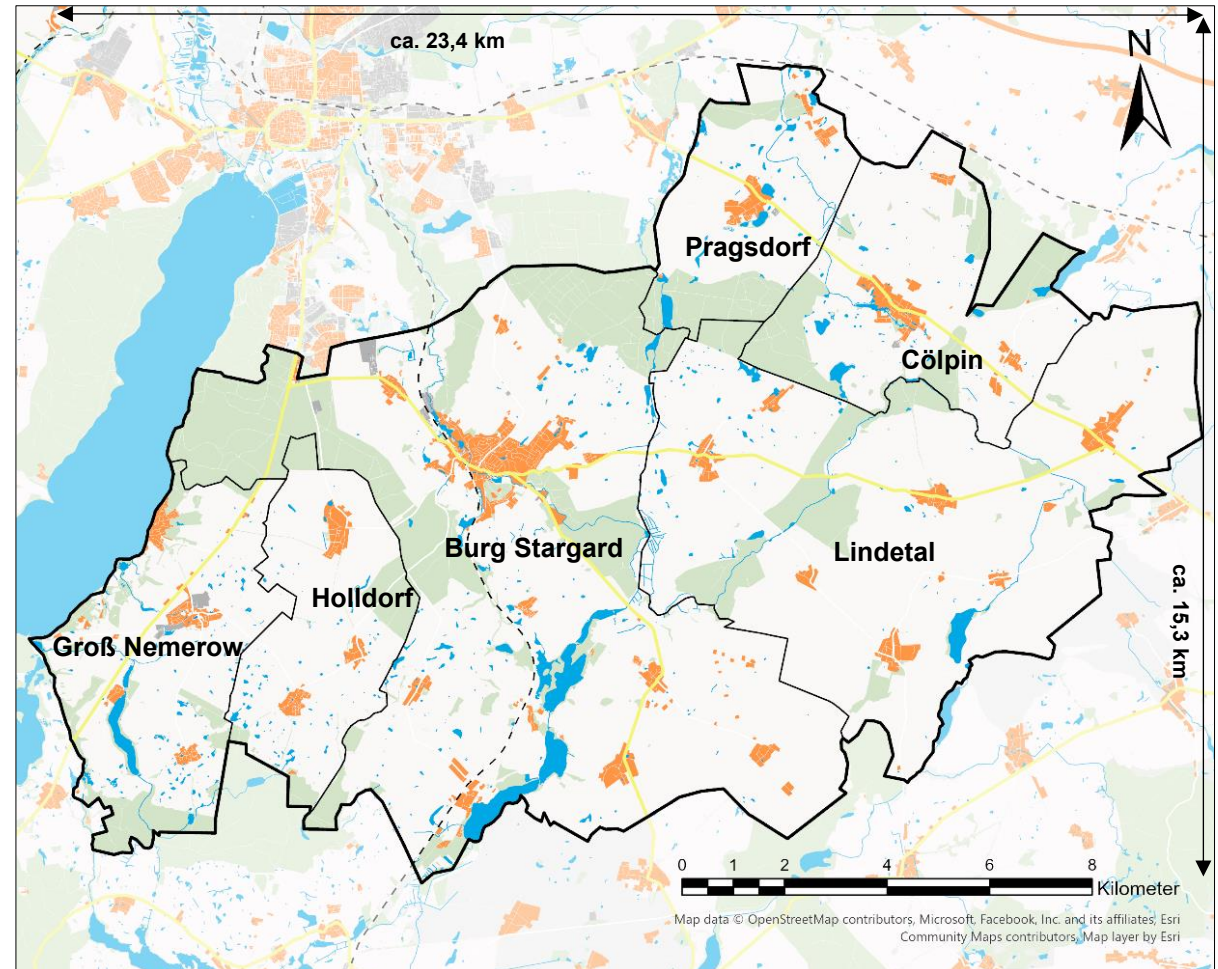 ca. 23,4 km
N
Pragsdorf
Cölpin
Burg Stargard
Lindetal
Holldorf
Groß Nemerow
ca. 15,3 km
0 1 2 4 6 8
Kilometer
Map data © OpenStreetMap contributors, Microsoft, Facebook, Inc. and its affiliates, Esri
Community Maps contributors, Map layer by Esri